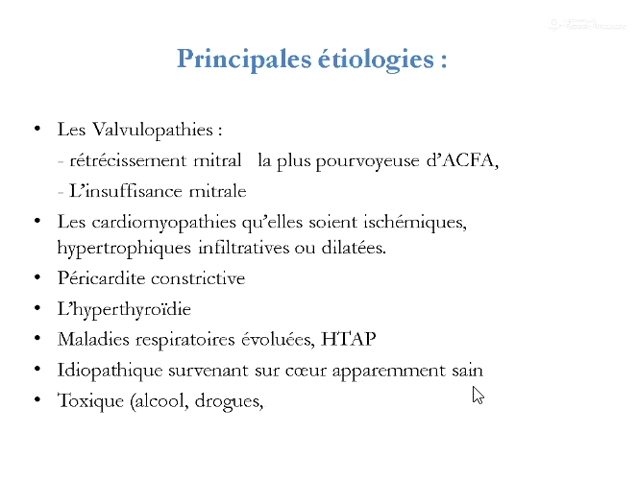 Principales étiologies :
• Les Valvulopathies :
- rétrécissement mitral la plus pourvoyeuse d’ACFA,
- L’insuffisance mitrale
• Les cardiomyopathies qu’elles soient ischémiques,
hypertrophiques infiltratives ou dilatées.
• Péricardite constrictive
• L’hyperthyroïdie
• Maladies respiratoires évoluées, HTAP
• Idiopathique survenant sur cœur apparemment sain
• Toxique (alcool, drogues,